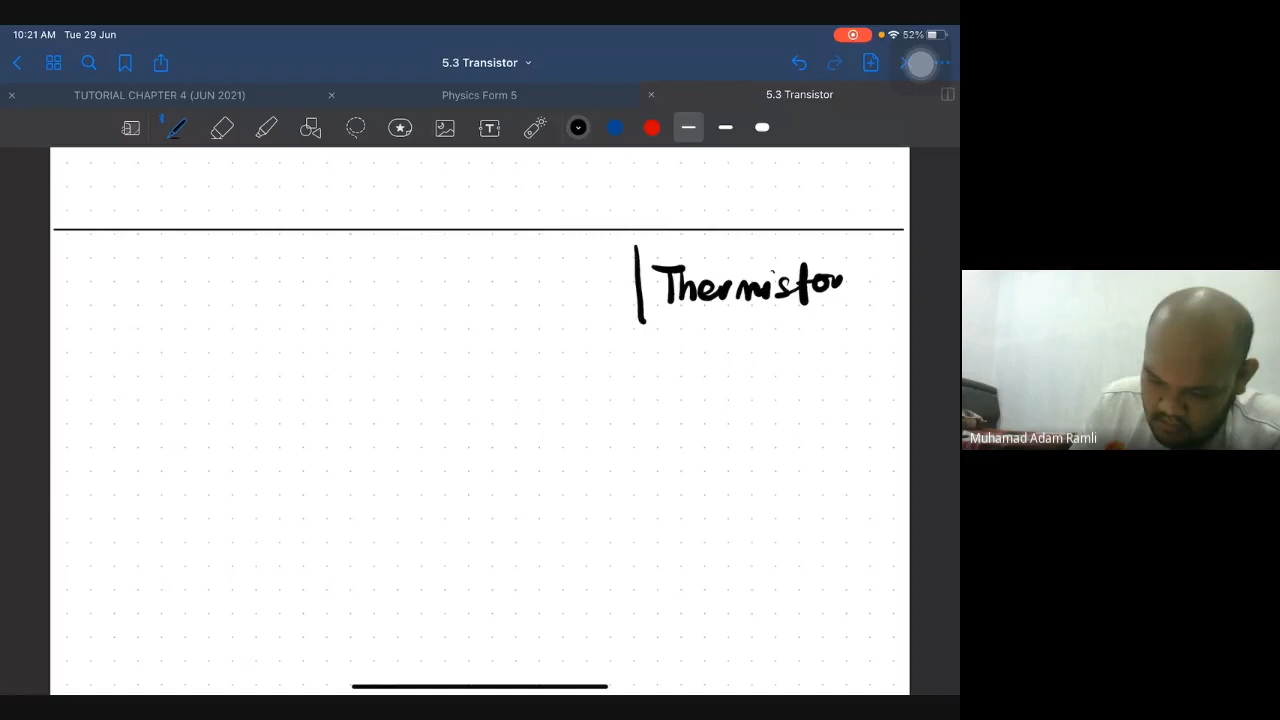 10:21 AM Tue 29 Jun
52%
5.3 Transistor
TUTORIAL CHAPTER 4 (JUN 2021)
Physics Form 5
5.3 Transistor
T
Thermistor
Muhamad Adam Ramli